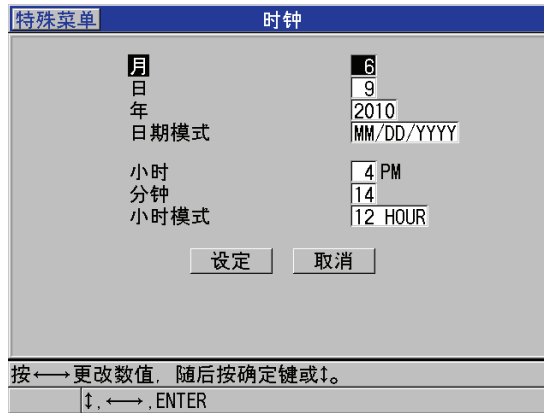 特殊菜单 时钟
月 6
日 9
年 2010
日期模式 MM/DD/YYYY
小时 4 PM
分钟 14
小时模式 12 HOUR
设定 取消
按←→更改数值, 随后按确定键或↕。
↕,←→,ENTER